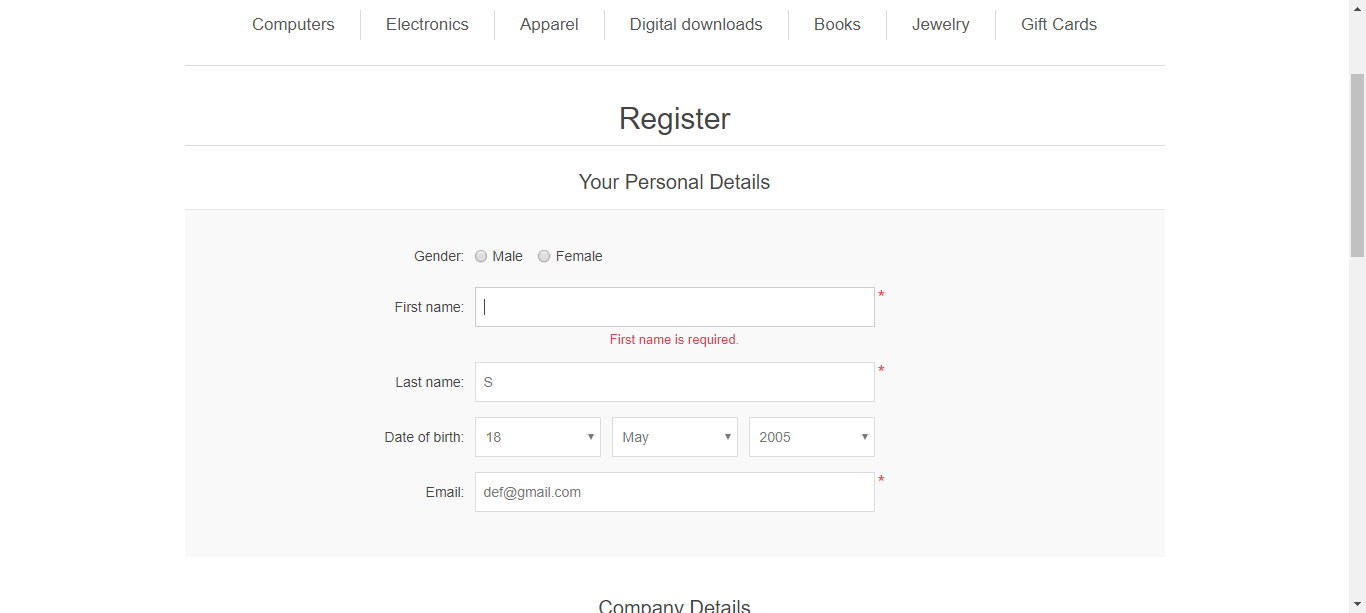 Computers Electronics Apparel Digital downloads Books Jewelry Gift Cards
Register
Your Personal Details
Gender: Male Female
First name: *
First name is required.
Last name: S *
Date of birth: 18 May 2005
Email: def@gmail.com *
Company Details